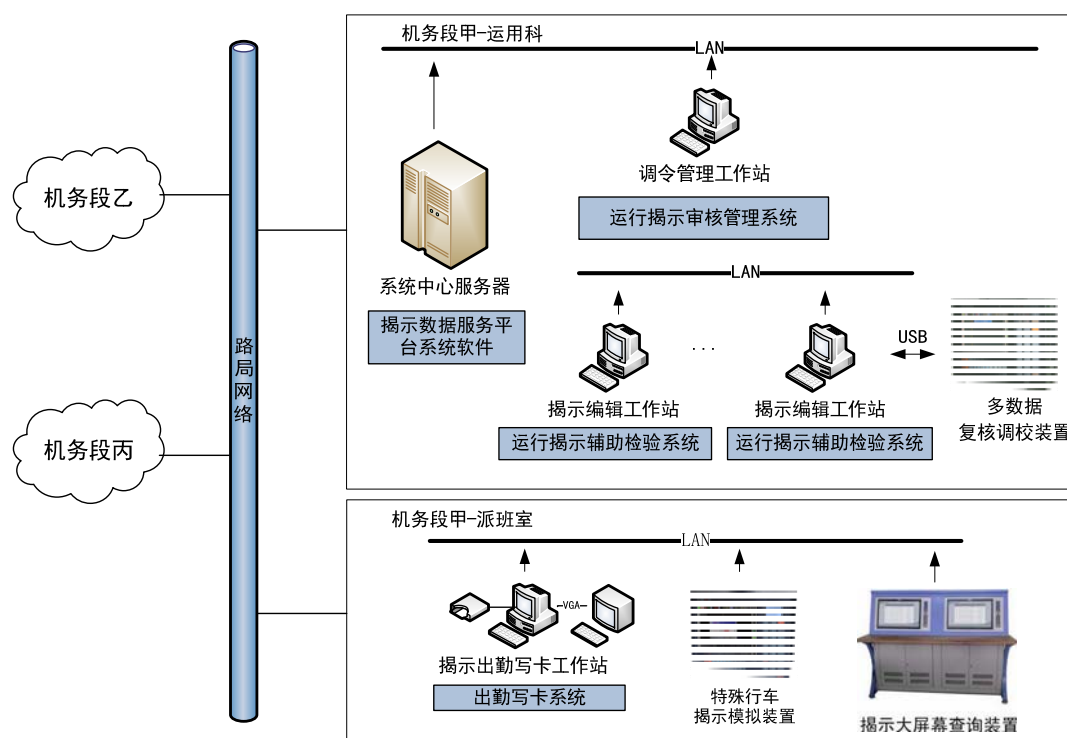 机务段甲-运用科
LAN
调令管理工作站
运行揭示审核管理系统
系统中心服务器
揭示数据服务平
台系统软件
LAN
...
USB
揭示编辑工作站
运行揭示辅助检验系统
揭示编辑工作站
运行揭示辅助检验系统
多数据
复核调校装置
机务段乙
机务段丙
路局网络
机务段甲-派班室
LAN
VGA
揭示出勤写卡工作站
出勤写卡系统
特殊行车
揭示模拟装置
揭示大屏幕查询装置